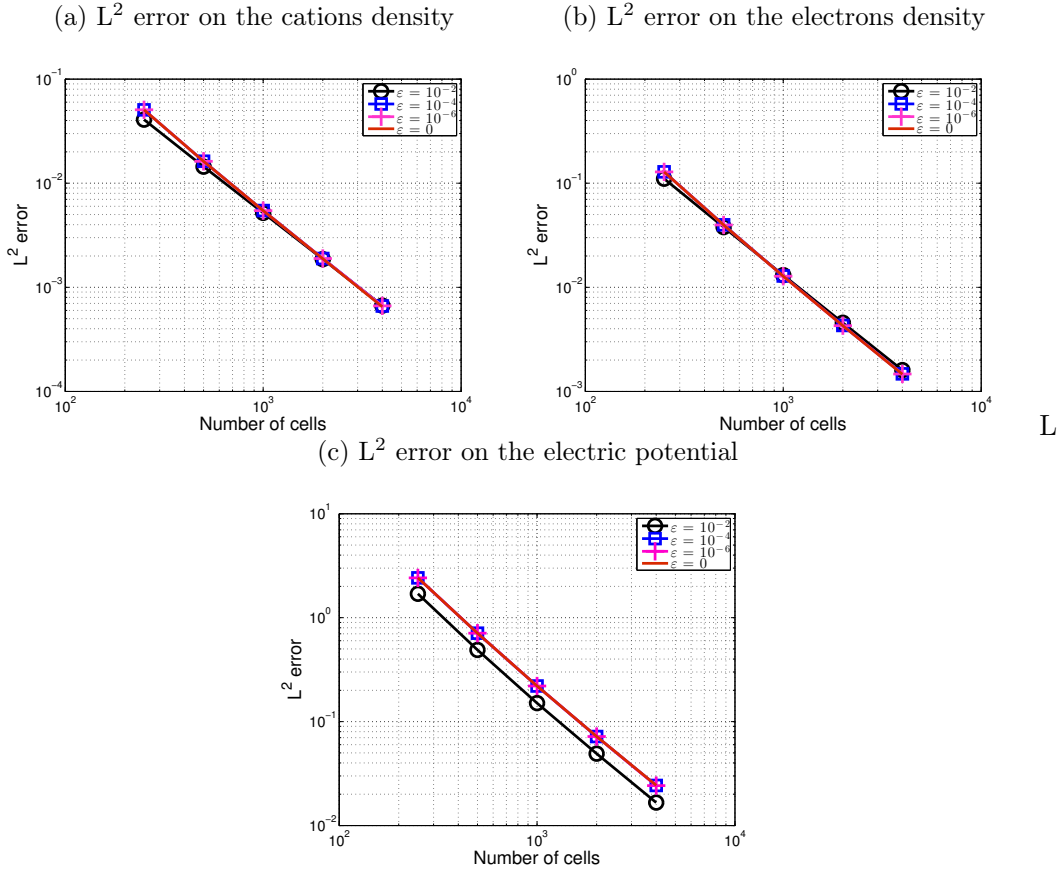 (a) L² error on the cations density
(b) L² error on the electrons density
10⁻¹
10⁻²
10⁻³
10⁻⁴
L² error
10²
10³
10⁴
Number of cells
ε = 10⁻²
ε = 10⁻⁴
ε = 10⁻⁶
ε = 0
10⁰
10⁻¹
10⁻²
10⁻³
L² error
10²
10³
10⁴
Number of cells
ε = 10⁻²
ε = 10⁻⁴
ε = 10⁻⁶
ε = 0
L
(c) L² error on the electric potential
10¹
10⁰
10⁻¹
10⁻²
L² error
10²
10³
10⁴
Number of cells
ε = 10⁻²
ε = 10⁻⁴
ε = 10⁻⁶
ε = 0